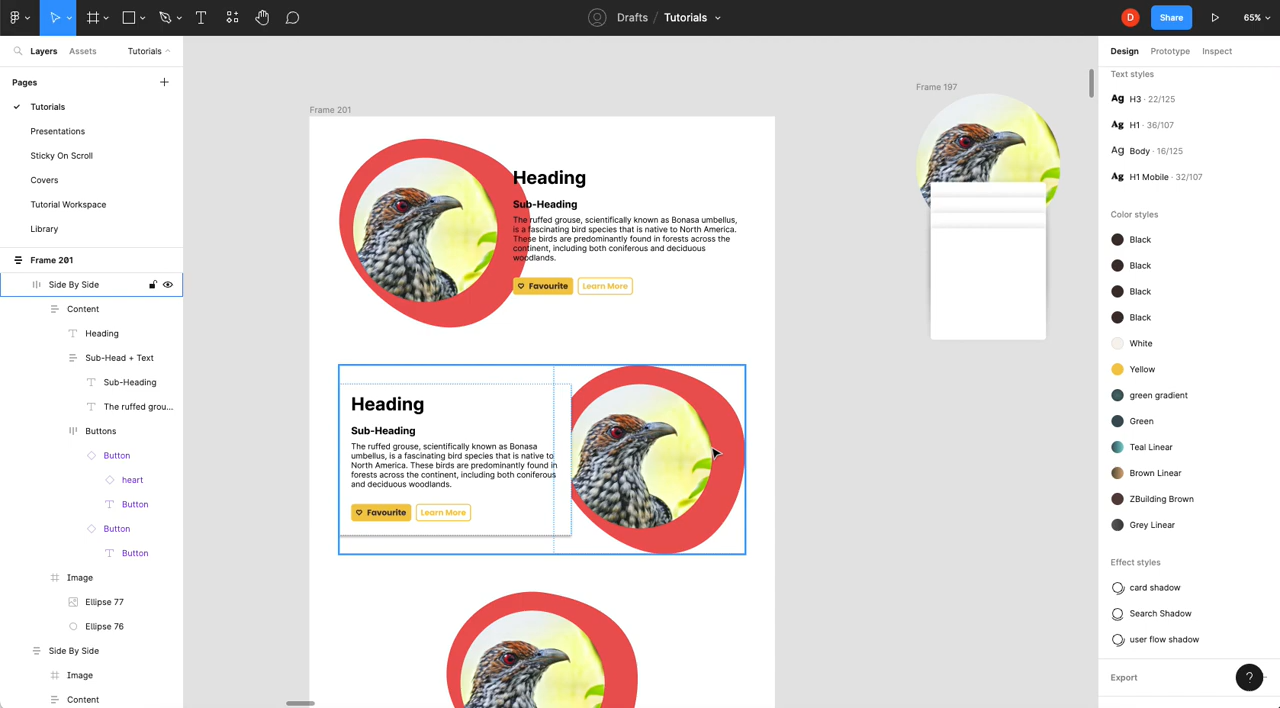 Drafts / Tutorials
D
Share
65%
Layers
Assets
Tutorials
Pages
Tutorials
Presentations
Sticky On Scroll
Covers
Tutorial Workspace
Library
Frame 201
Side By Side
Content
Heading
Sub-Head + Text
Sub-Heading
The ruffed grou...
Buttons
Button
heart
Button
Button
Button
Image
Ellipse 77
Ellipse 76
Side By Side
Image
Content
Frame 201
Heading
Sub-Heading
The ruffed grouse, scientifically known as Bonasa umbellus,
is a fascinating bird species that is native to North America.
These birds are predominantly found in forests across the
continent, including both coniferous and deciduous
woodlands.
Favourite
Learn More
Heading
Sub-Heading
The ruffed grouse, scientifically known as Bonasa
umbellus, is a fascinating bird species that is native to
North America. These birds are predominantly found in
forests across the continent, including both coniferous
and deciduous woodlands.
Favourite
Learn More
Frame 197
Design
Prototype
Inspect
Text styles
Ag H3 · 22/125
Ag H1 · 36/107
Ag Body · 16/125
Ag H1 Mobile · 32/107
Color styles
Black
Black
Black
Black
White
Yellow
green gradient
Green
Teal Linear
Brown Linear
ZBuilding Brown
Grey Linear
Effect styles
card shadow
Search Shadow
user flow shadow
Export
?